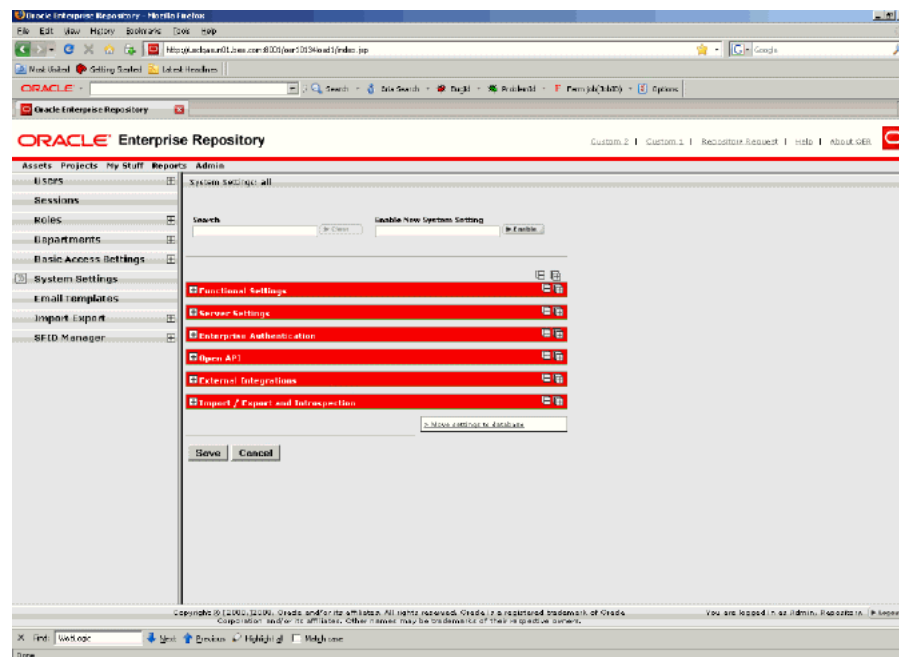 Oracle Enterprise Repository - Mozilla Firefox
File Edit View History Bookmarks Tools Help
Google
Most Visited Getting Started Latest Headlines
ORACLE Search Options
Oracle Enterprise Repository
ORACLE Enterprise Repository
Custom 2 | Custom 1 | Repository Request | Help | About OER
Assets Projects My Stuff Reports Admin
Users
System Settings: all
Sessions
Roles
Search
Enable New System Setting
Clear
Enable
Departments
Basic Access Settings
System Settings
Functional Settings
Email Templates
Server Settings
Import Export
Enterprise Authentication
SFID Manager
Open API
External Integrations
Import / Export and Introspection
> Move settings to database
Save Cancel
Copyright © 2000, 2008, Oracle and/or its affiliates. All rights reserved. Oracle is a registered trademark of Oracle
Corporation and/or its affiliates. Other names may be trademarks of their respective owners.
You are logged in as Admin, Repository.
Find: WebLogic Next Previous Highlight all Match case
Done